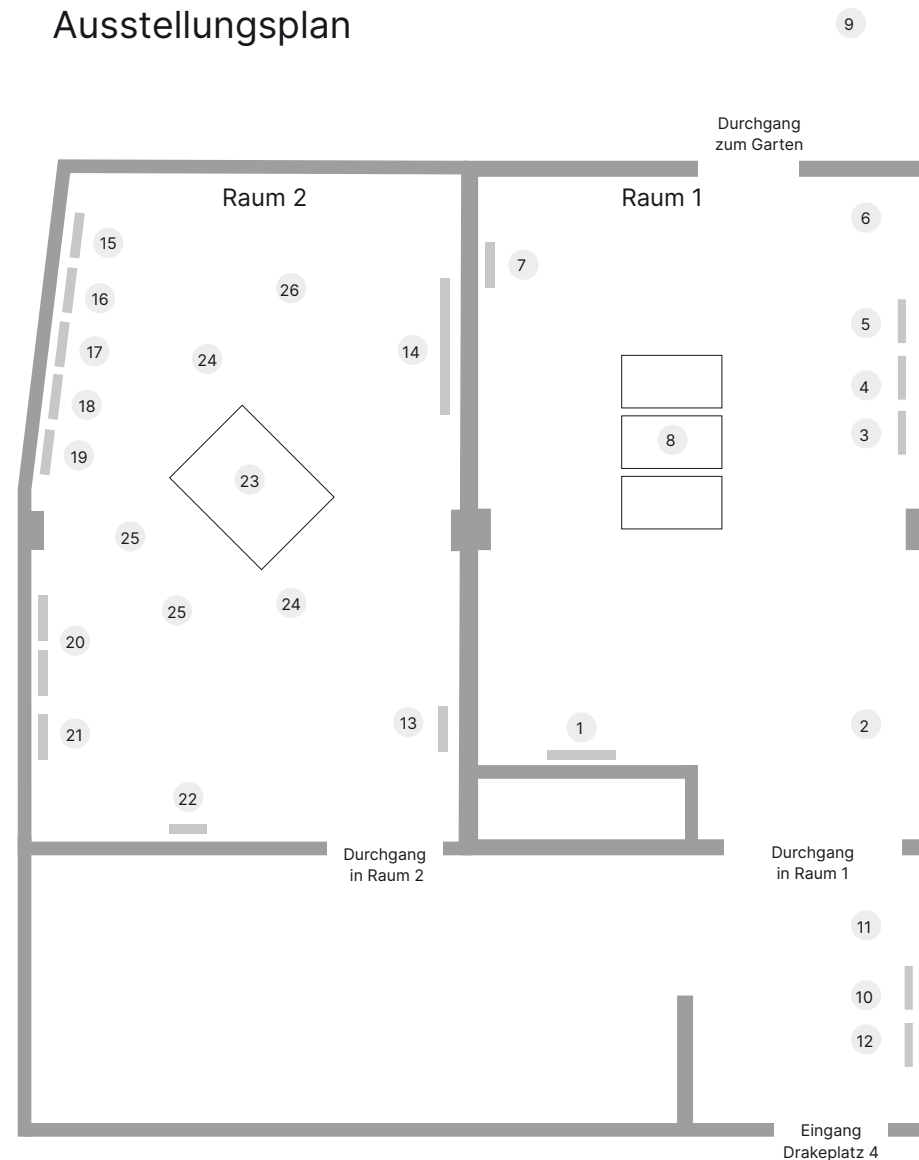 Ausstellungsplan
9
Durchgang
zum Garten
Raum 2
Raum 1
6
15
7
26
16
5
17
14
24
4
18
3
8
19
23
25
24
25
20
13
2
1
21
22
Durchgang
in Raum 2
Durchgang
in Raum 1
11
10
12
Eingang
Drakeplatz 4